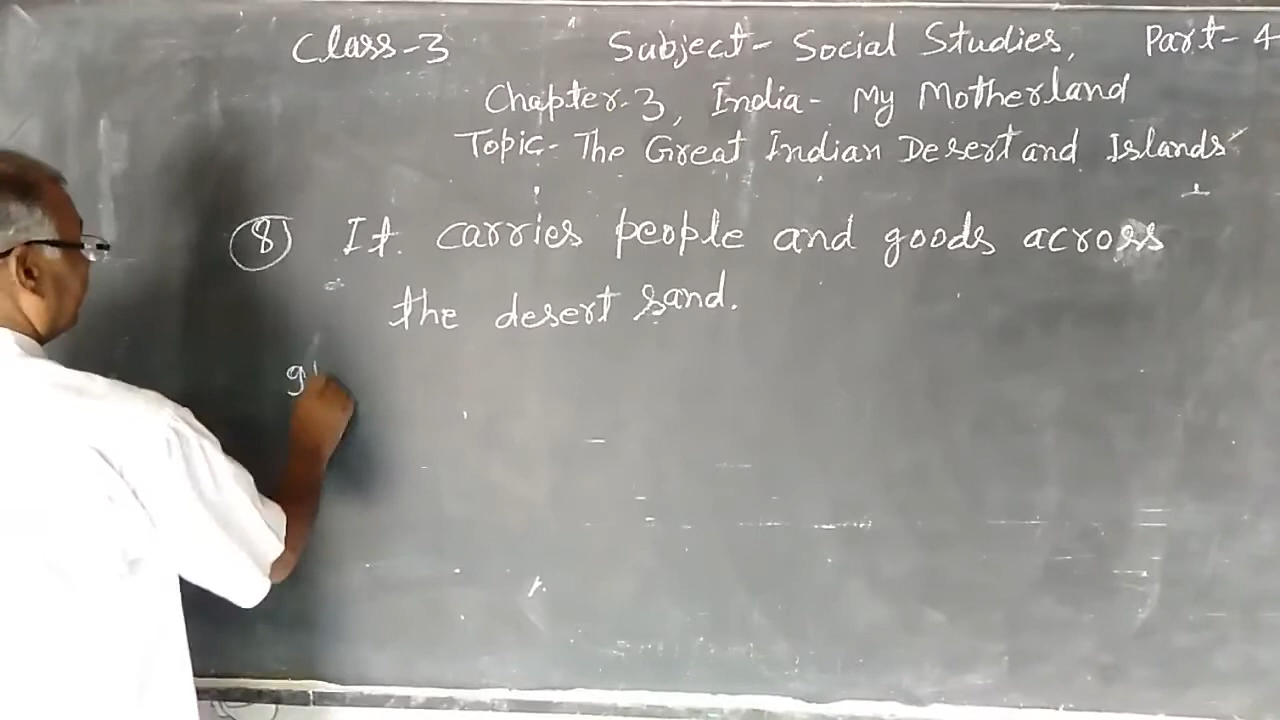 Class-3 Subject- Social Studies, Part-4
Chapter-3, India- My Motherland
Topic- The Great Indian Desert and Islands
8 It carries people and goods across
the desert sand.